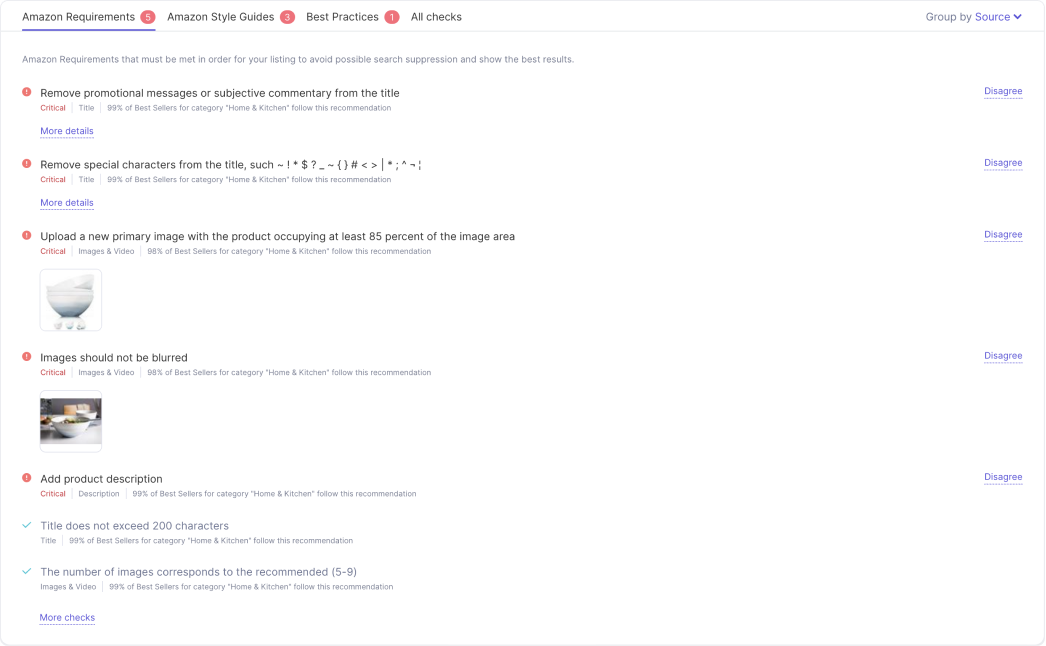 Amazon Requirements 5 Amazon Style Guides 3 Best Practices 1 All checks Group by Source
Amazon Requirements that must be met in order for your listing to avoid possible search suppression and show the best results.
Remove promotional messages or subjective commentary from the title Disagree
Critical Title 99% of Best Sellers for category "Home & Kitchen" follow this recommendation
More details
Remove special characters from the title, such ~ ! * $ ? _ ~ { } # < > | * ; ^ ¬ ¦ Disagree
Critical Title 99% of Best Sellers for category "Home & Kitchen" follow this recommendation
More details
Upload a new primary image with the product occupying at least 85 percent of the image area Disagree
Critical Images & Video 98% of Best Sellers for category "Home & Kitchen" follow this recommendation
Images should not be blurred Disagree
Critical Images & Video 98% of Best Sellers for category "Home & Kitchen" follow this recommendation
Add product description Disagree
Critical Description 99% of Best Sellers for category "Home & Kitchen" follow this recommendation
Title does not exceed 200 characters
Title 99% of Best Sellers for category "Home & Kitchen" follow this recommendation
The number of images corresponds to the recommended (5-9)
Images & Video 99% of Best Sellers for category "Home & Kitchen" follow this recommendation
More checks